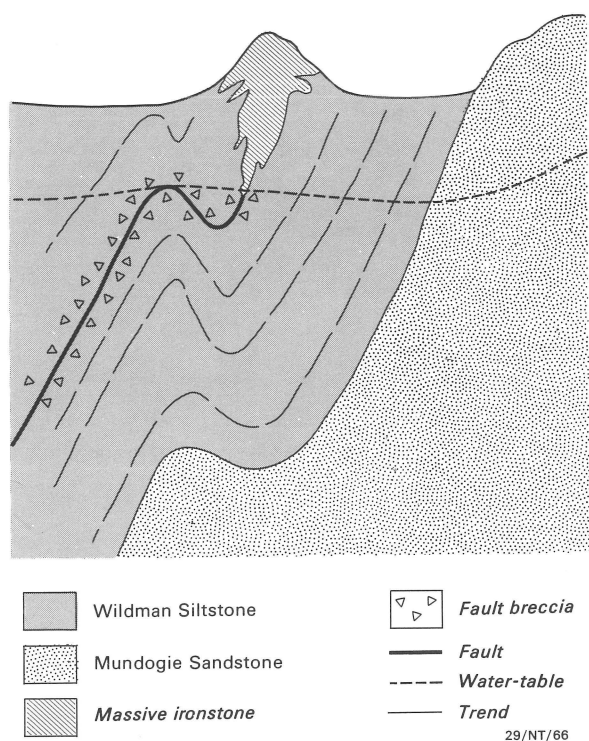 Wildman Siltstone
Mundogie Sandstone
Massive ironstone
Fault breccia
Fault
Water-table
Trend
29/NT/66